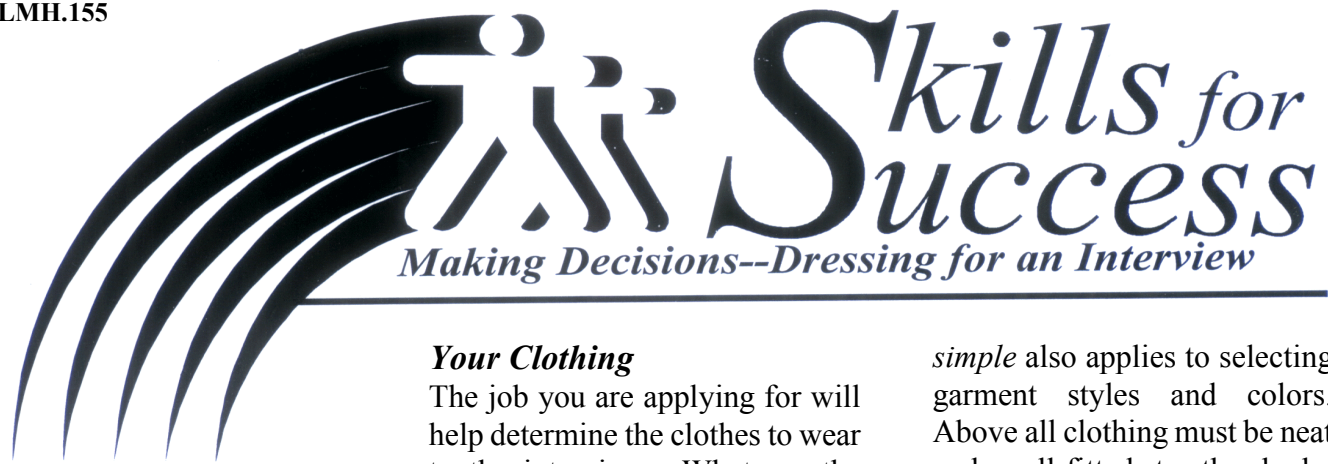 LMH.155
Skills for
Success
Making Decisions--Dressing for an Interview
Your Clothing
The job you are applying for will
help determine the clothes to wear
simple also applies to selecting
garment styles and colors.
Above all clothing must be neat